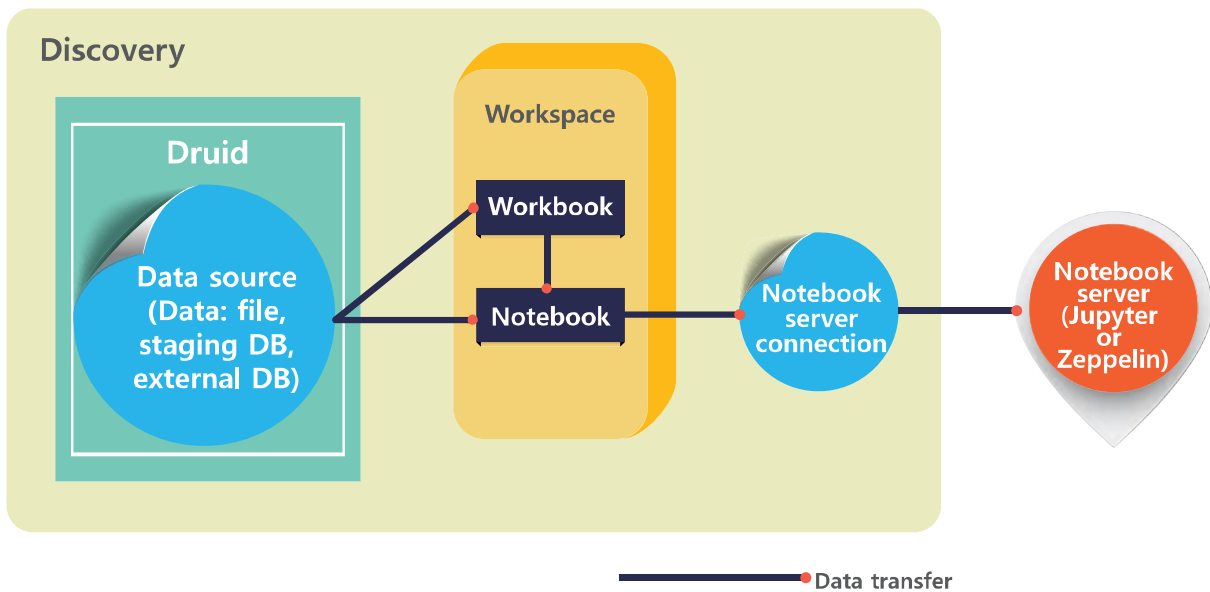 Discovery
Druid
Data source
(Data: file,
staging DB,
external DB)
Workspace
Workbook
Notebook
Notebook
server
connection
Notebook
server
(Jupyter
or
Zeppelin)
Data transfer